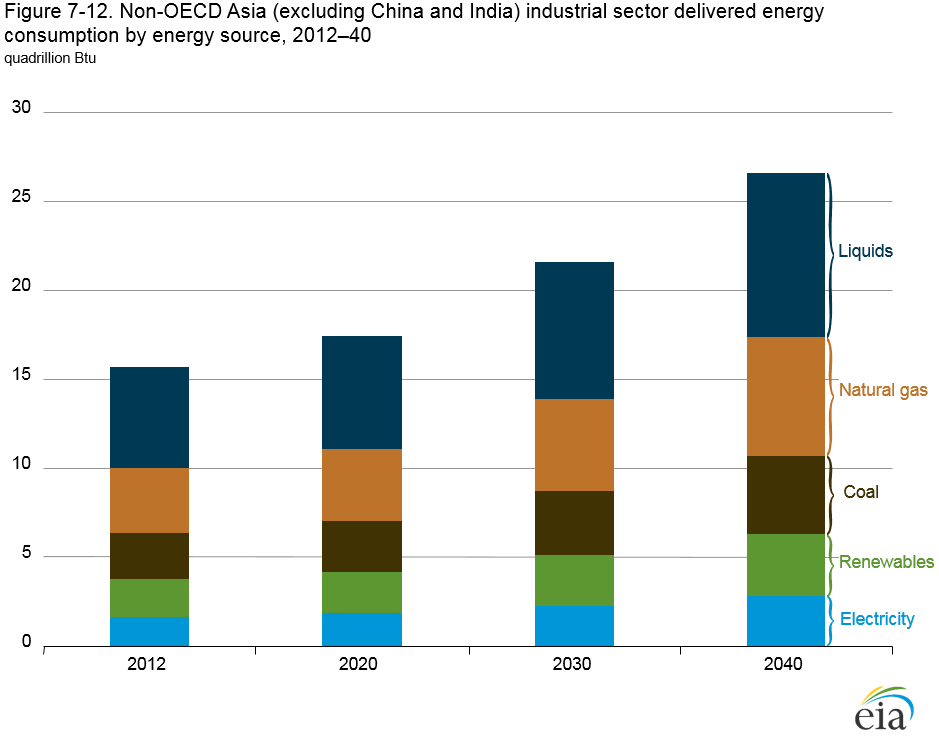 Figure 7-12. Non-OECD Asia (excluding China and India) industrial sector delivered energy
consumption by energy source, 2012–40
quadrillion Btu
30
25
20
15
10
5
0
Liquids
Natural gas
Coal
Renewables
Electricity
2012
2020
2030
2040
eia